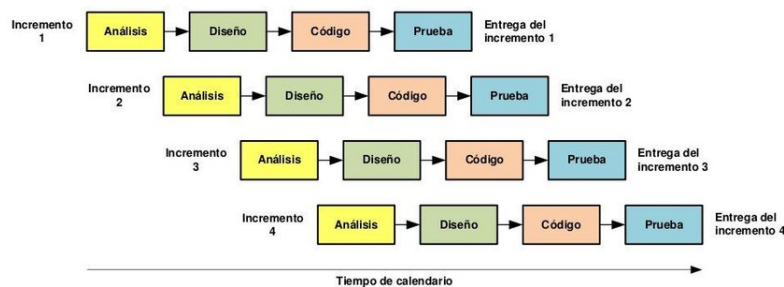 Incremento
1
Análisis
Diseño
Código
Prueba
Entrega del
incremento 1
Incremento
2
Análisis
Diseño
Código
Prueba
Entrega del
incremento 2
Incremento
3
Análisis
Diseño
Código
Prueba
Entrega del
incremento 3
Incremento
4
Análisis
Diseño
Código
Prueba
Entrega del
incremento 4
Tiempo de calendario